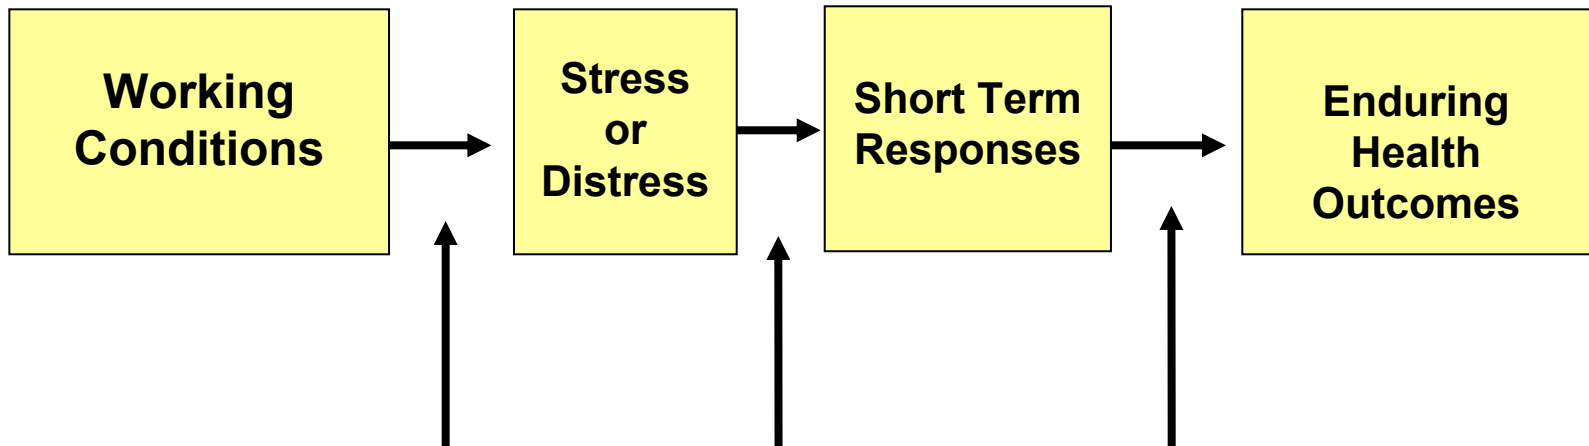 Working
Conditions
Stress
or
Distress
Short Term
Responses
Enduring
Health
Outcomes